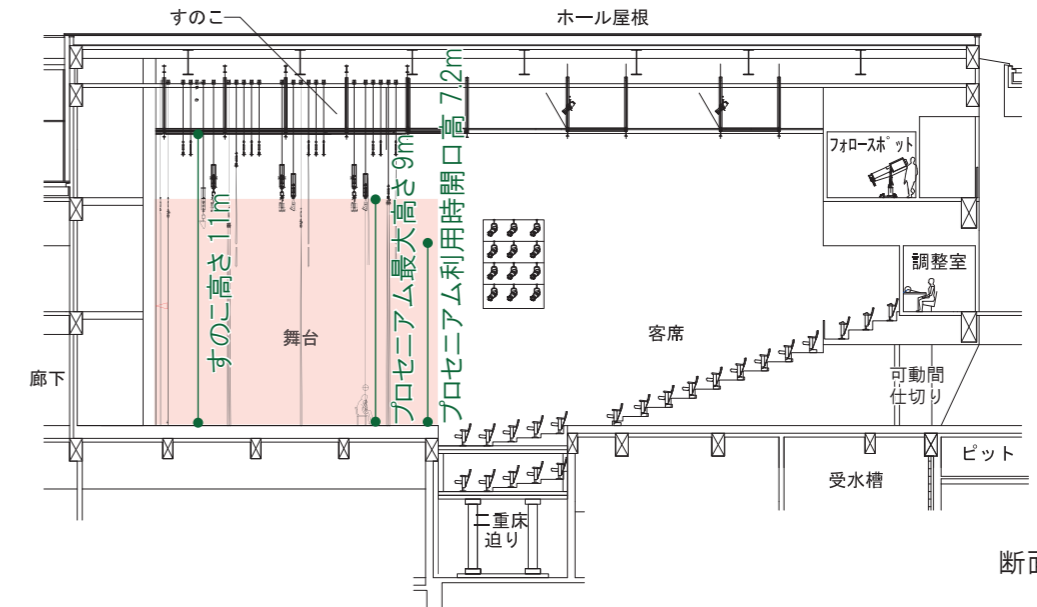 すのこ
ホール屋根
フォロースポット
調整室
すのこ高さ 11m
プロセニアム最大高さ 9m
プロセニアム利用時開口高 7.2m
舞台
客席
廊下
可動間
仕切り
ピット
受水槽
二重床
迫り
断面